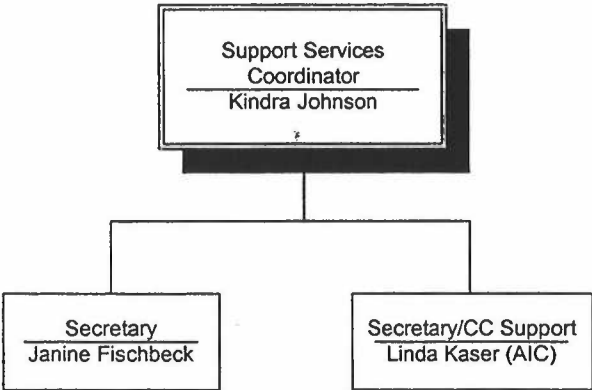 Support Services
Coordinator
Kindra Johnson
Secretary
Janine Fischbeck
Secretary/CC Support
Linda Kaser (AIC)